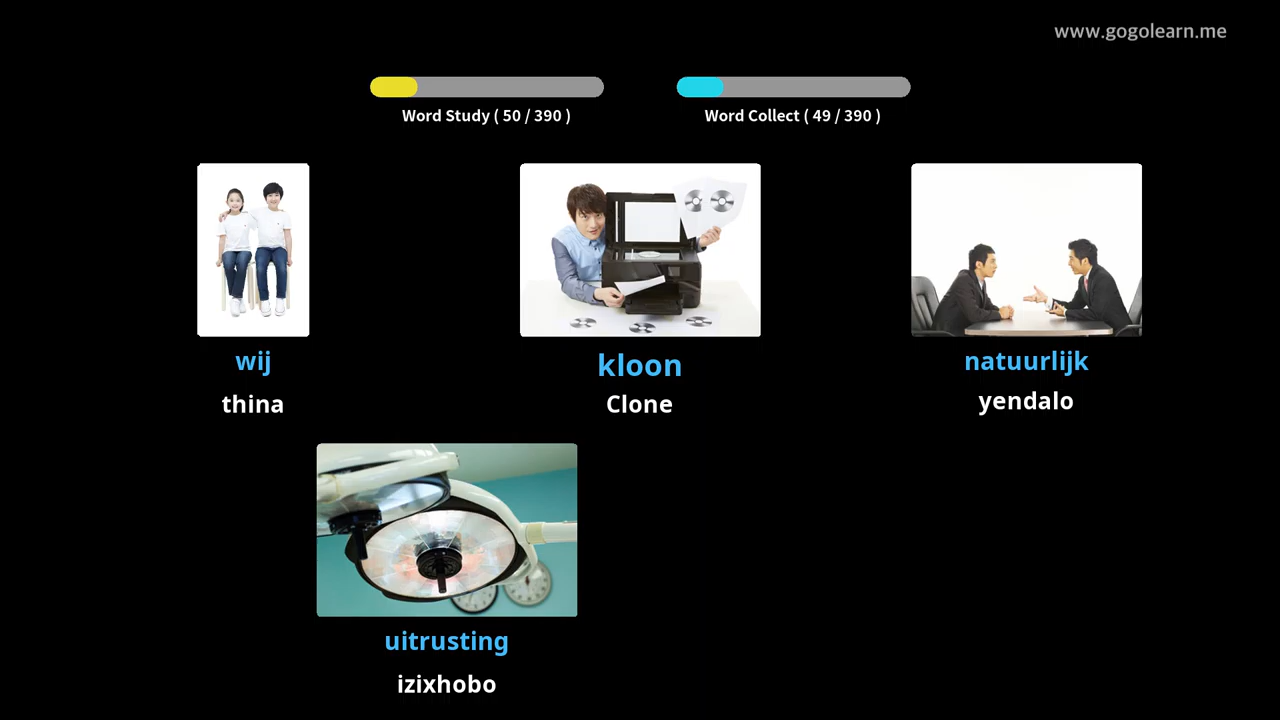 www.gogolearn.me
Word Study ( 50 / 390 )
Word Collect ( 49 / 390 )
wij
thina
kloon
Clone
natuurlijk
yendalo
uitrusting
izixhobo